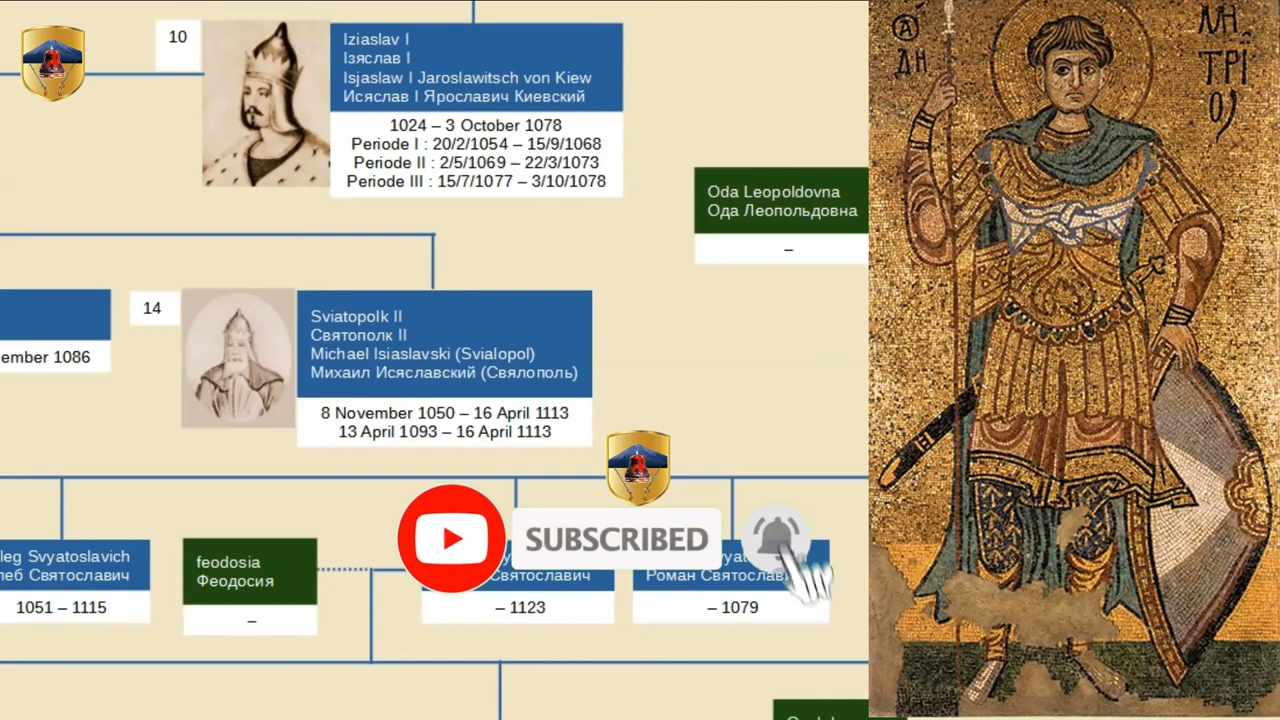 10
Iziaslav I
Ізяслав I
Isjaslaw I Jaroslawitsch von Kiew
Исяслав I Ярославич Киевский
1024 – 3 October 1078
Periode I : 20/2/1054 – 15/9/1068
Periode II : 2/5/1069 – 22/3/1073
Periode III : 15/7/1077 – 3/10/1078
Oda Leopoldovna
Ода Леопольдовна
–
ember 1086
14
Sviatopolk II
Святополк II
Michael Isiaslavski (Svialopol)
Михаил Исяславский (Свялополь)
8 November 1050 – 16 April 1113
13 April 1093 – 16 April 1113
leg Svyatoslavich
леб Святославич
1051 – 1115
feodosia
Феодосия
–
SUBSCRIBED
Святославич
– 1123
Роман
– 1079
ΔΗ
ΜΗ
ΤΡΊ
ΟΥ